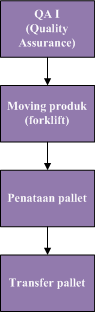 QA I
(Quality
Assurance)
Moving produk
(forklift)
Penataan pallet
Transfer pallet